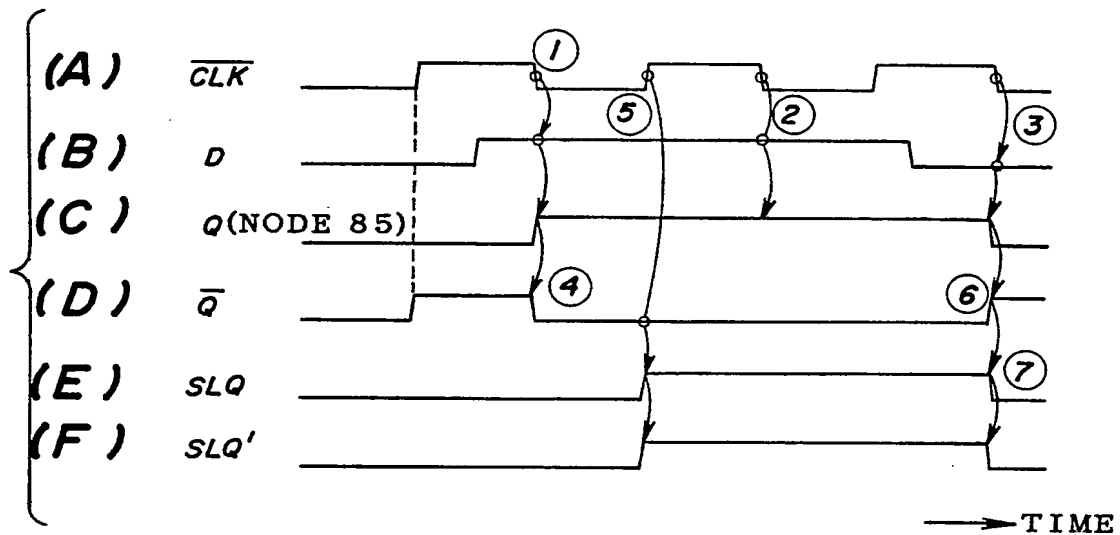 (A) CLK
(B) D
(C) Q(NODE 85)
(D) Q̅
(E) SLQ
(F) SLQ'
1
5
2
3
4
6
7
TIME